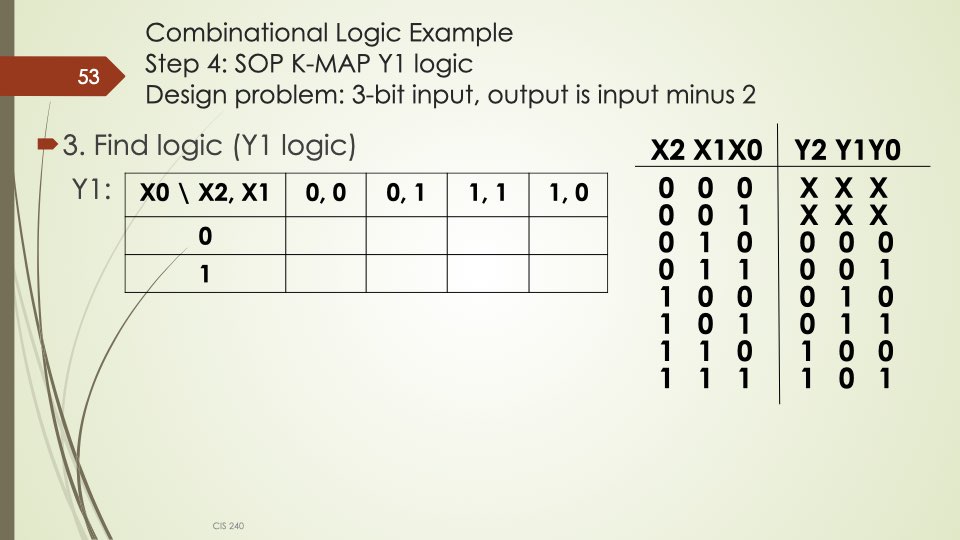 Combinational Logic Example
Step 4: SOP K-MAP Y1 logic
Design problem: 3-bit input, output is input minus 2
53
3. Find logic (Y1 logic)
Y1:
X0 \ X2, X1 0, 0 0, 1 1, 1 1, 0
0
1
X2 X1X0 Y2 Y1Y0
0 0 0 X X X
0 0 1 X X X
0 1 0 0 0 0
0 1 1 0 0 1
1 0 0 0 1 0
1 0 1 0 1 1
1 1 0 1 0 0
1 1 1 1 0 1
CIS 240